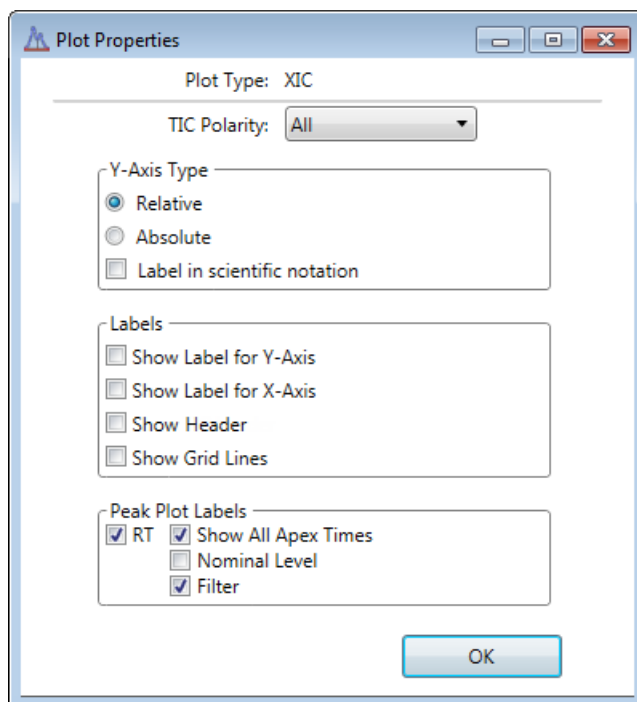 Plot Properties
Plot Type: XIC
TIC Polarity: All
Y-Axis Type
Relative
Absolute
Label in scientific notation
Labels
Show Label for Y-Axis
Show Label for X-Axis
Show Header
Show Grid Lines
Peak Plot Labels
RT Show All Apex Times
Nominal Level
Filter
OK